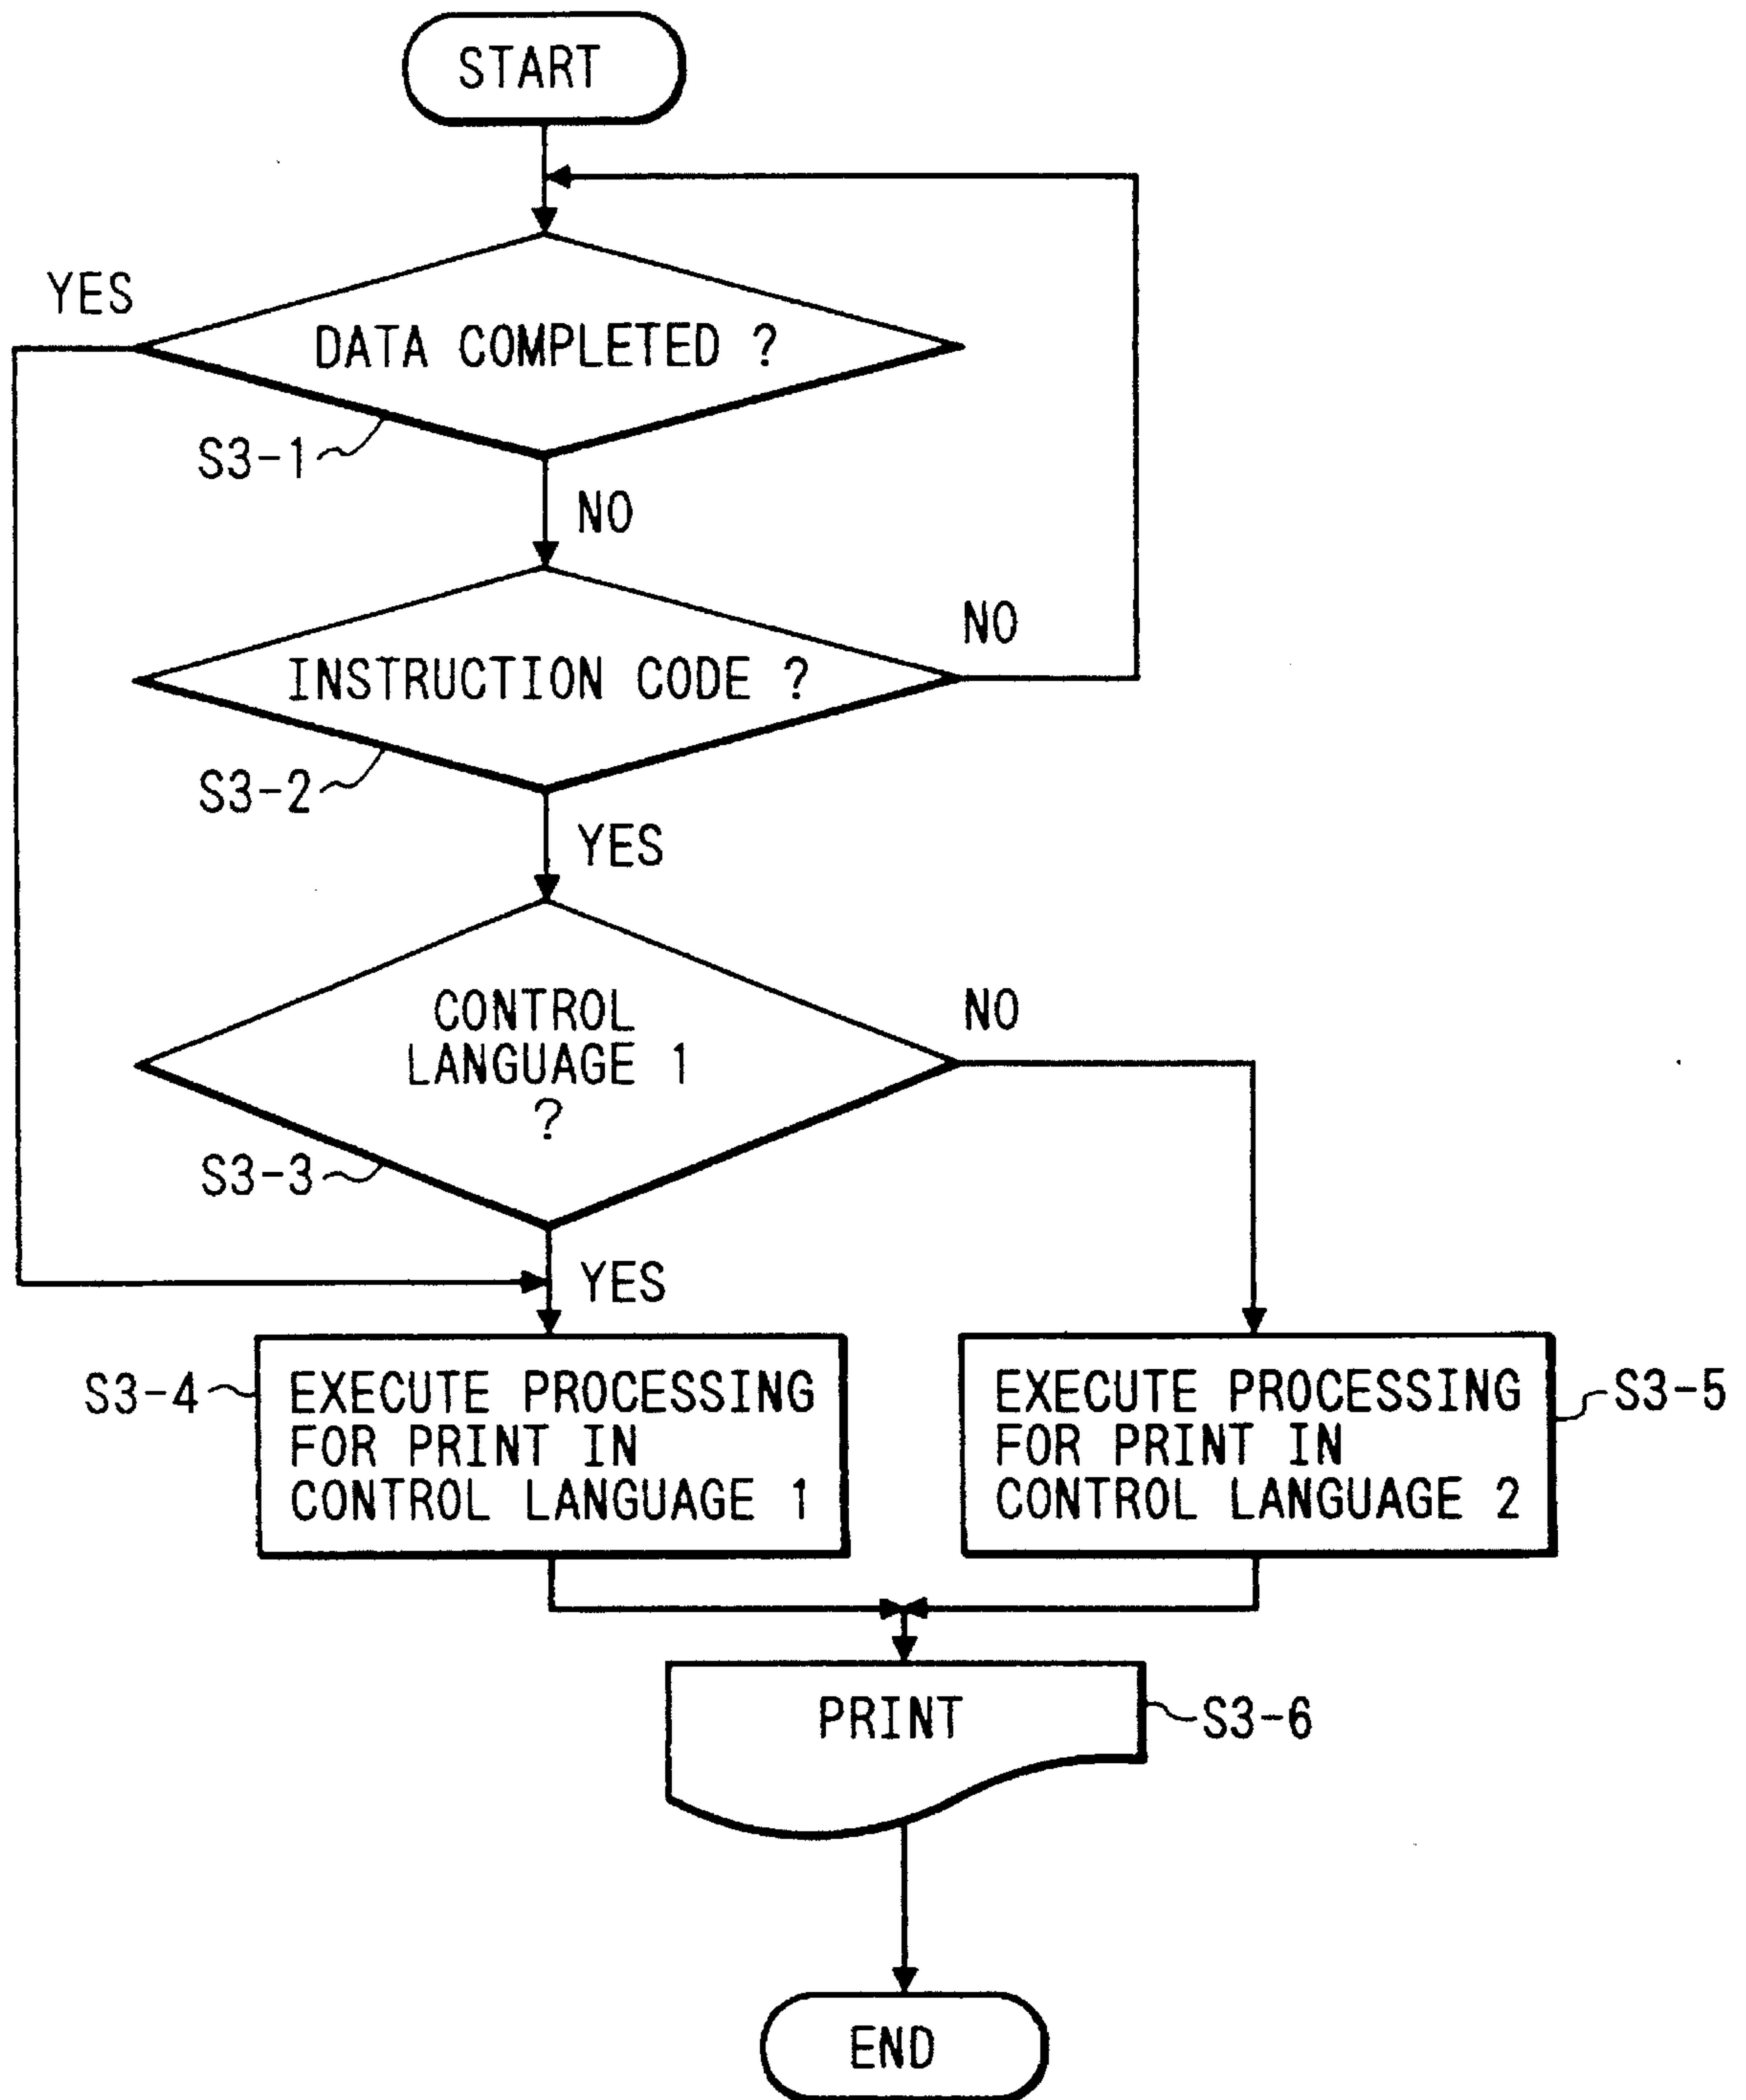 START
YES
DATA COMPLETED ?
S3-1
NO
INSTRUCTION CODE ?
NO
S3-2
YES
CONTROL
LANGUAGE 1
?
NO
S3-3
YES
S3-4
EXECUTE PROCESSING
FOR PRINT IN
CONTROL LANGUAGE 1
EXECUTE PROCESSING
FOR PRINT IN
CONTROL LANGUAGE 2
S3-5
PRINT
S3-6
END